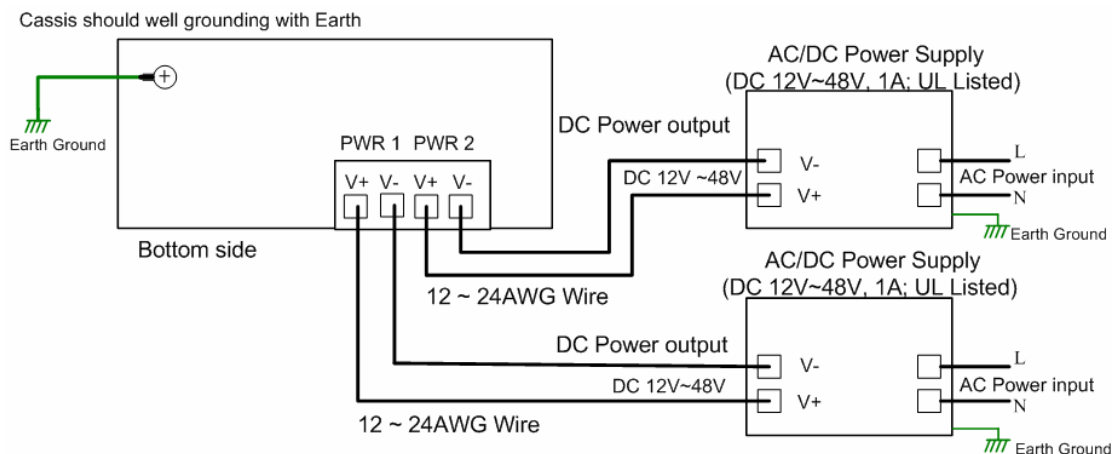 Cassis should well grounding with Earth
Earth Ground
PWR 1 PWR 2
V+ V- V+ V-
Bottom side
AC/DC Power Supply
(DC 12V~48V, 1A; UL Listed)
DC Power output
DC 12V ~48V
V-
V+
L
AC Power input
N
Earth Ground
12 ~ 24AWG Wire
AC/DC Power Supply
(DC 12V~48V, 1A; UL Listed)
DC Power output
DC 12V~48V
V-
V+
L
AC Power input
N
Earth Ground
12 ~ 24AWG Wire